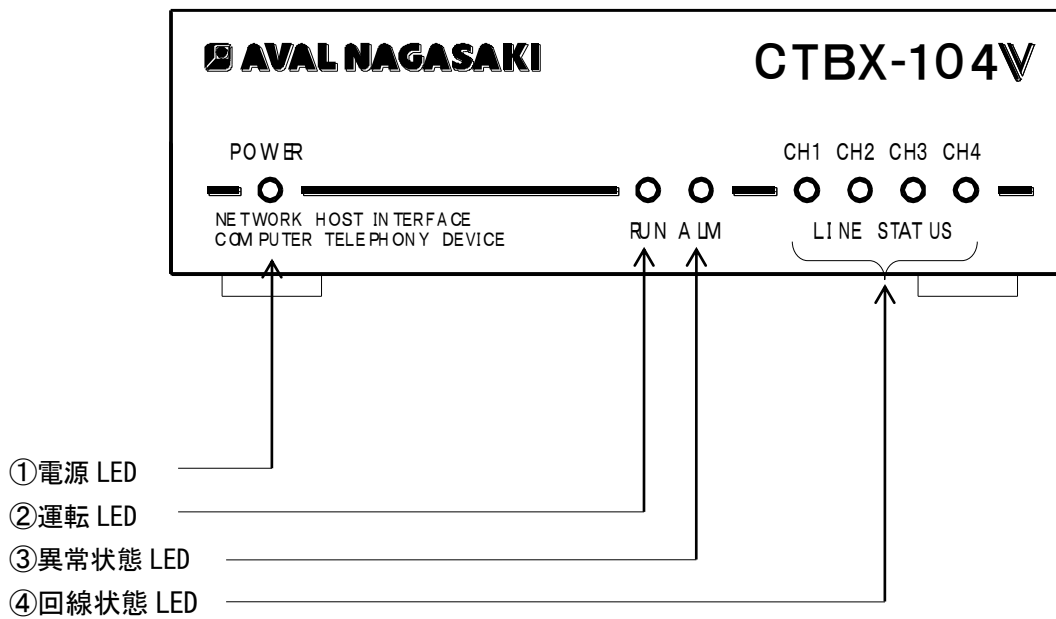 AVAL NAGASAKI
CTBX-104V
POWER
CH1 CH2 CH3 CH4
NETWORK HOST INTERFACE
COMPUTER TELEPHONY DEVICE
RUN ALM
LINE STATUS
①電源 LED
②運転 LED
③異常状態 LED
④回線状態 LED